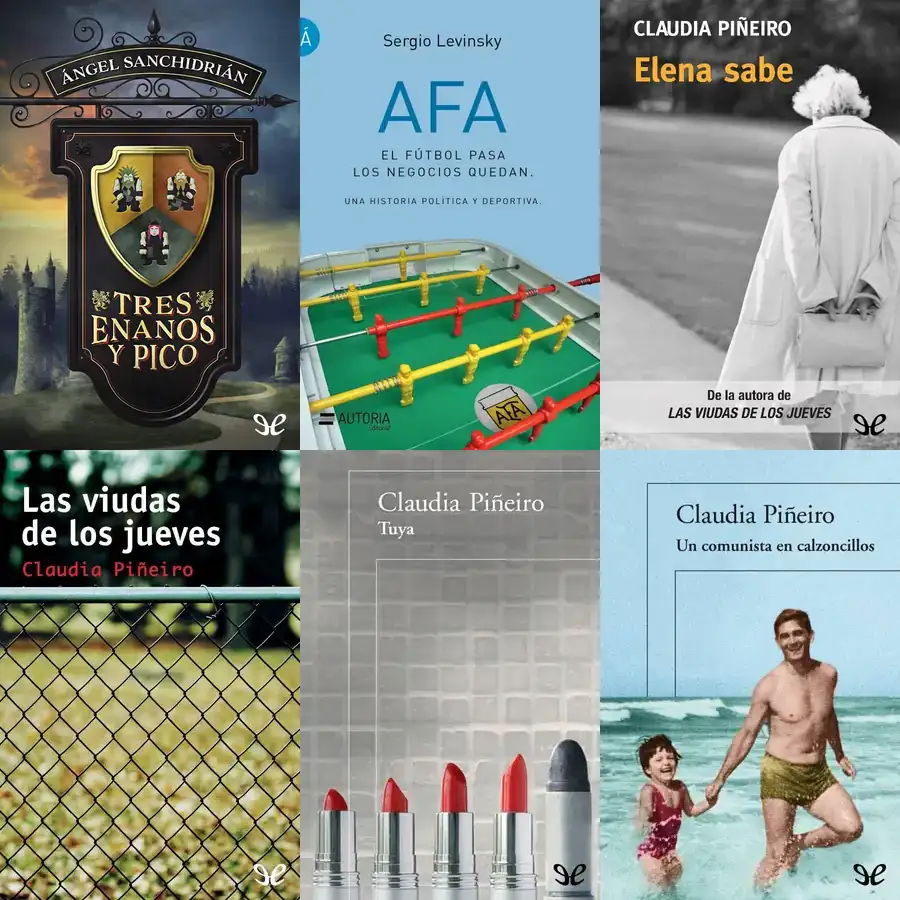 ÁNGEL SANCHIDRIÁN
TRES
ENANOS
Y PICO
Á
Sergio Levinsky
AFA
EL FÚTBOL PASA
LOS NEGOCIOS QUEDAN.
UNA HISTORIA POLÍTICA Y DEPORTIVA.
AFA
AUTORIA
Editorial
CLAUDIA PIÑEIRO
Elena sabe
De la autora de
LAS VIUDAS DE LOS JUEVES
Las viudas
de los jueves
Claudia Piñeiro
Claudia Piñeiro
Tuya
Claudia Piñeiro
Un comunista en calzoncillos